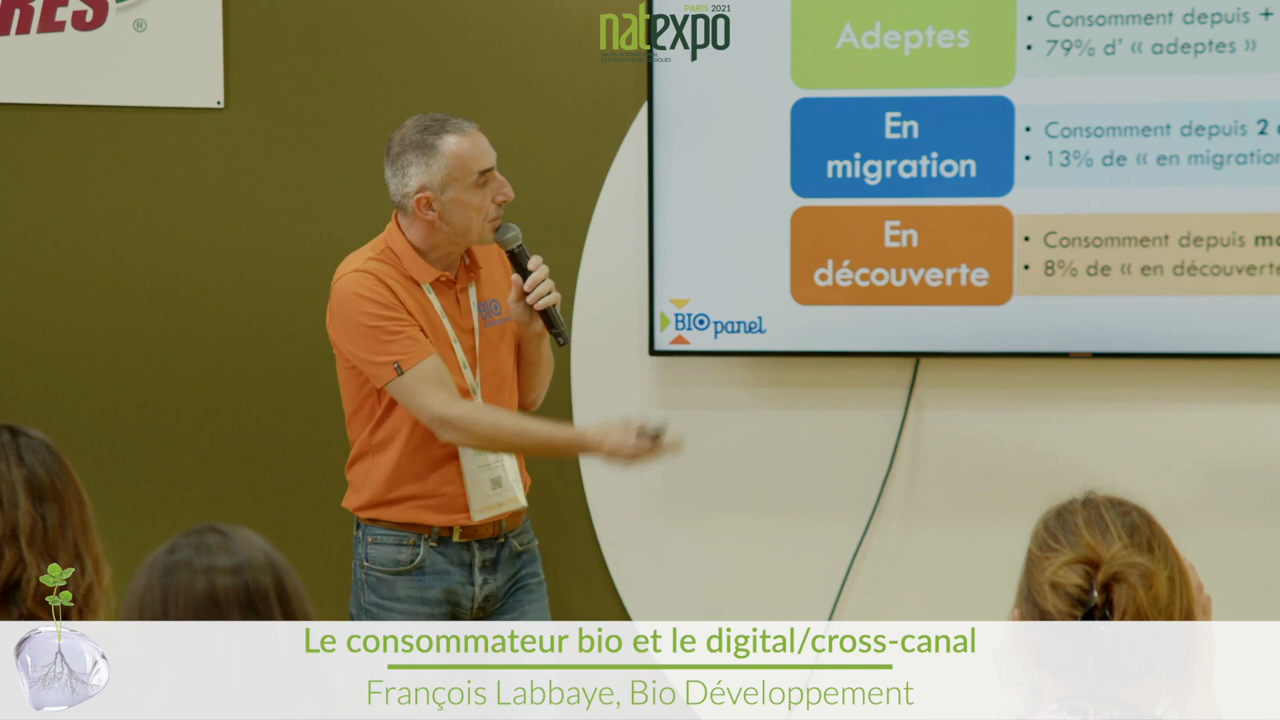 RES
®
PARIS 2021
natexpo
Adeptes
• Consomment depuis +
• 79% d' « adeptes »
En
migration
• Consomment depuis 2
• 13% de « en migration
En
découverte
• Consomment depuis mo
• 8% de « en découverte
BIO panel
BIO
Le consommateur bio et le digital/cross-canal
François Labbaye, Bio Développement